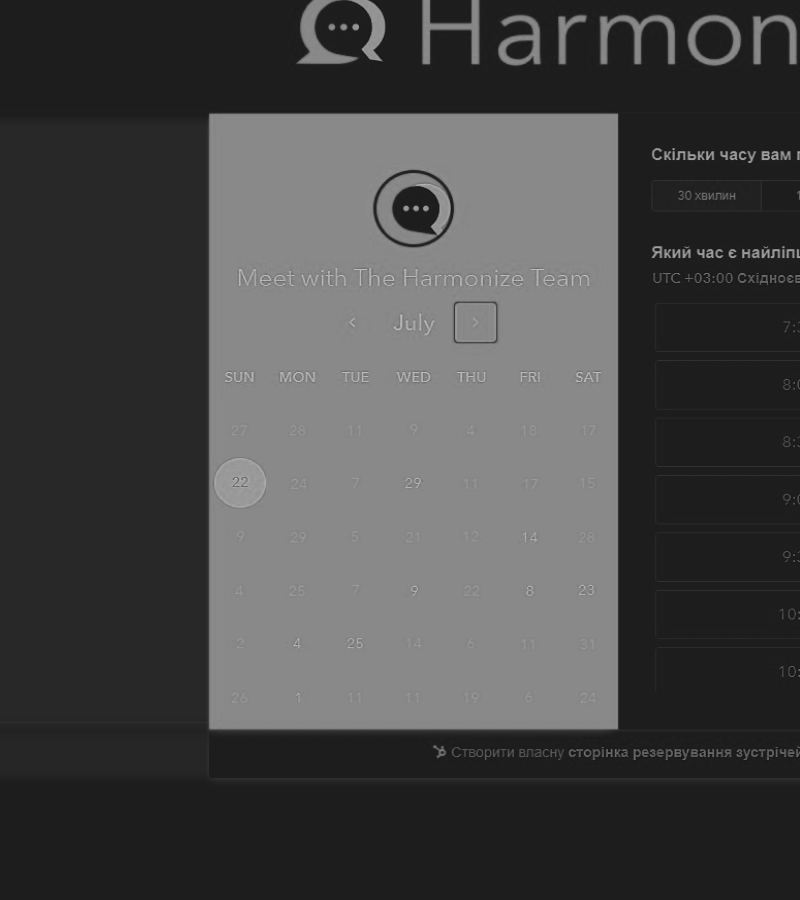 Harmon
Скільки часу вам
30 хвилин
Meet with The Harmonize Team
Який час є найліпш
UTC +03:00 Східноєв
< July >
SUN MON TUE WED THU FRI SAT
27 28 11 9 4 18 17
22 24 7 29 11 17 15
9 29 5 21 12 14 28
4 25 7 9 22 8 23
2 4 25 14 6 11 31
26 1 11 11 19 6 24
7:3
8:0
8:3
9:0
9:3
10:
10:
Створити власну сторінка резервування зустрічей